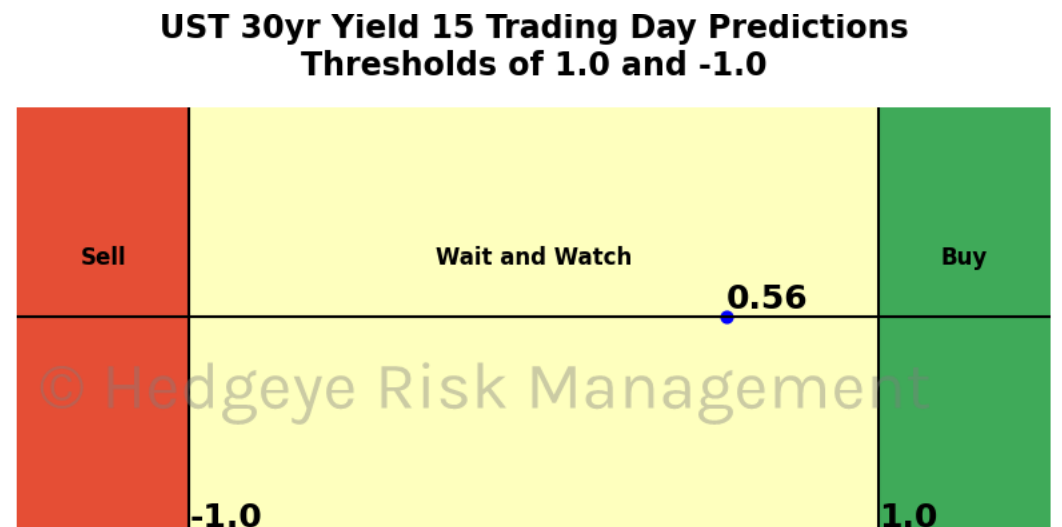 UST 30yr Yield 15 Trading Day Predictions
Thresholds of 1.0 and -1.0
Sell
Wait and Watch
Buy
0.56
© Hedgeye Risk Management
-1.0
1.0